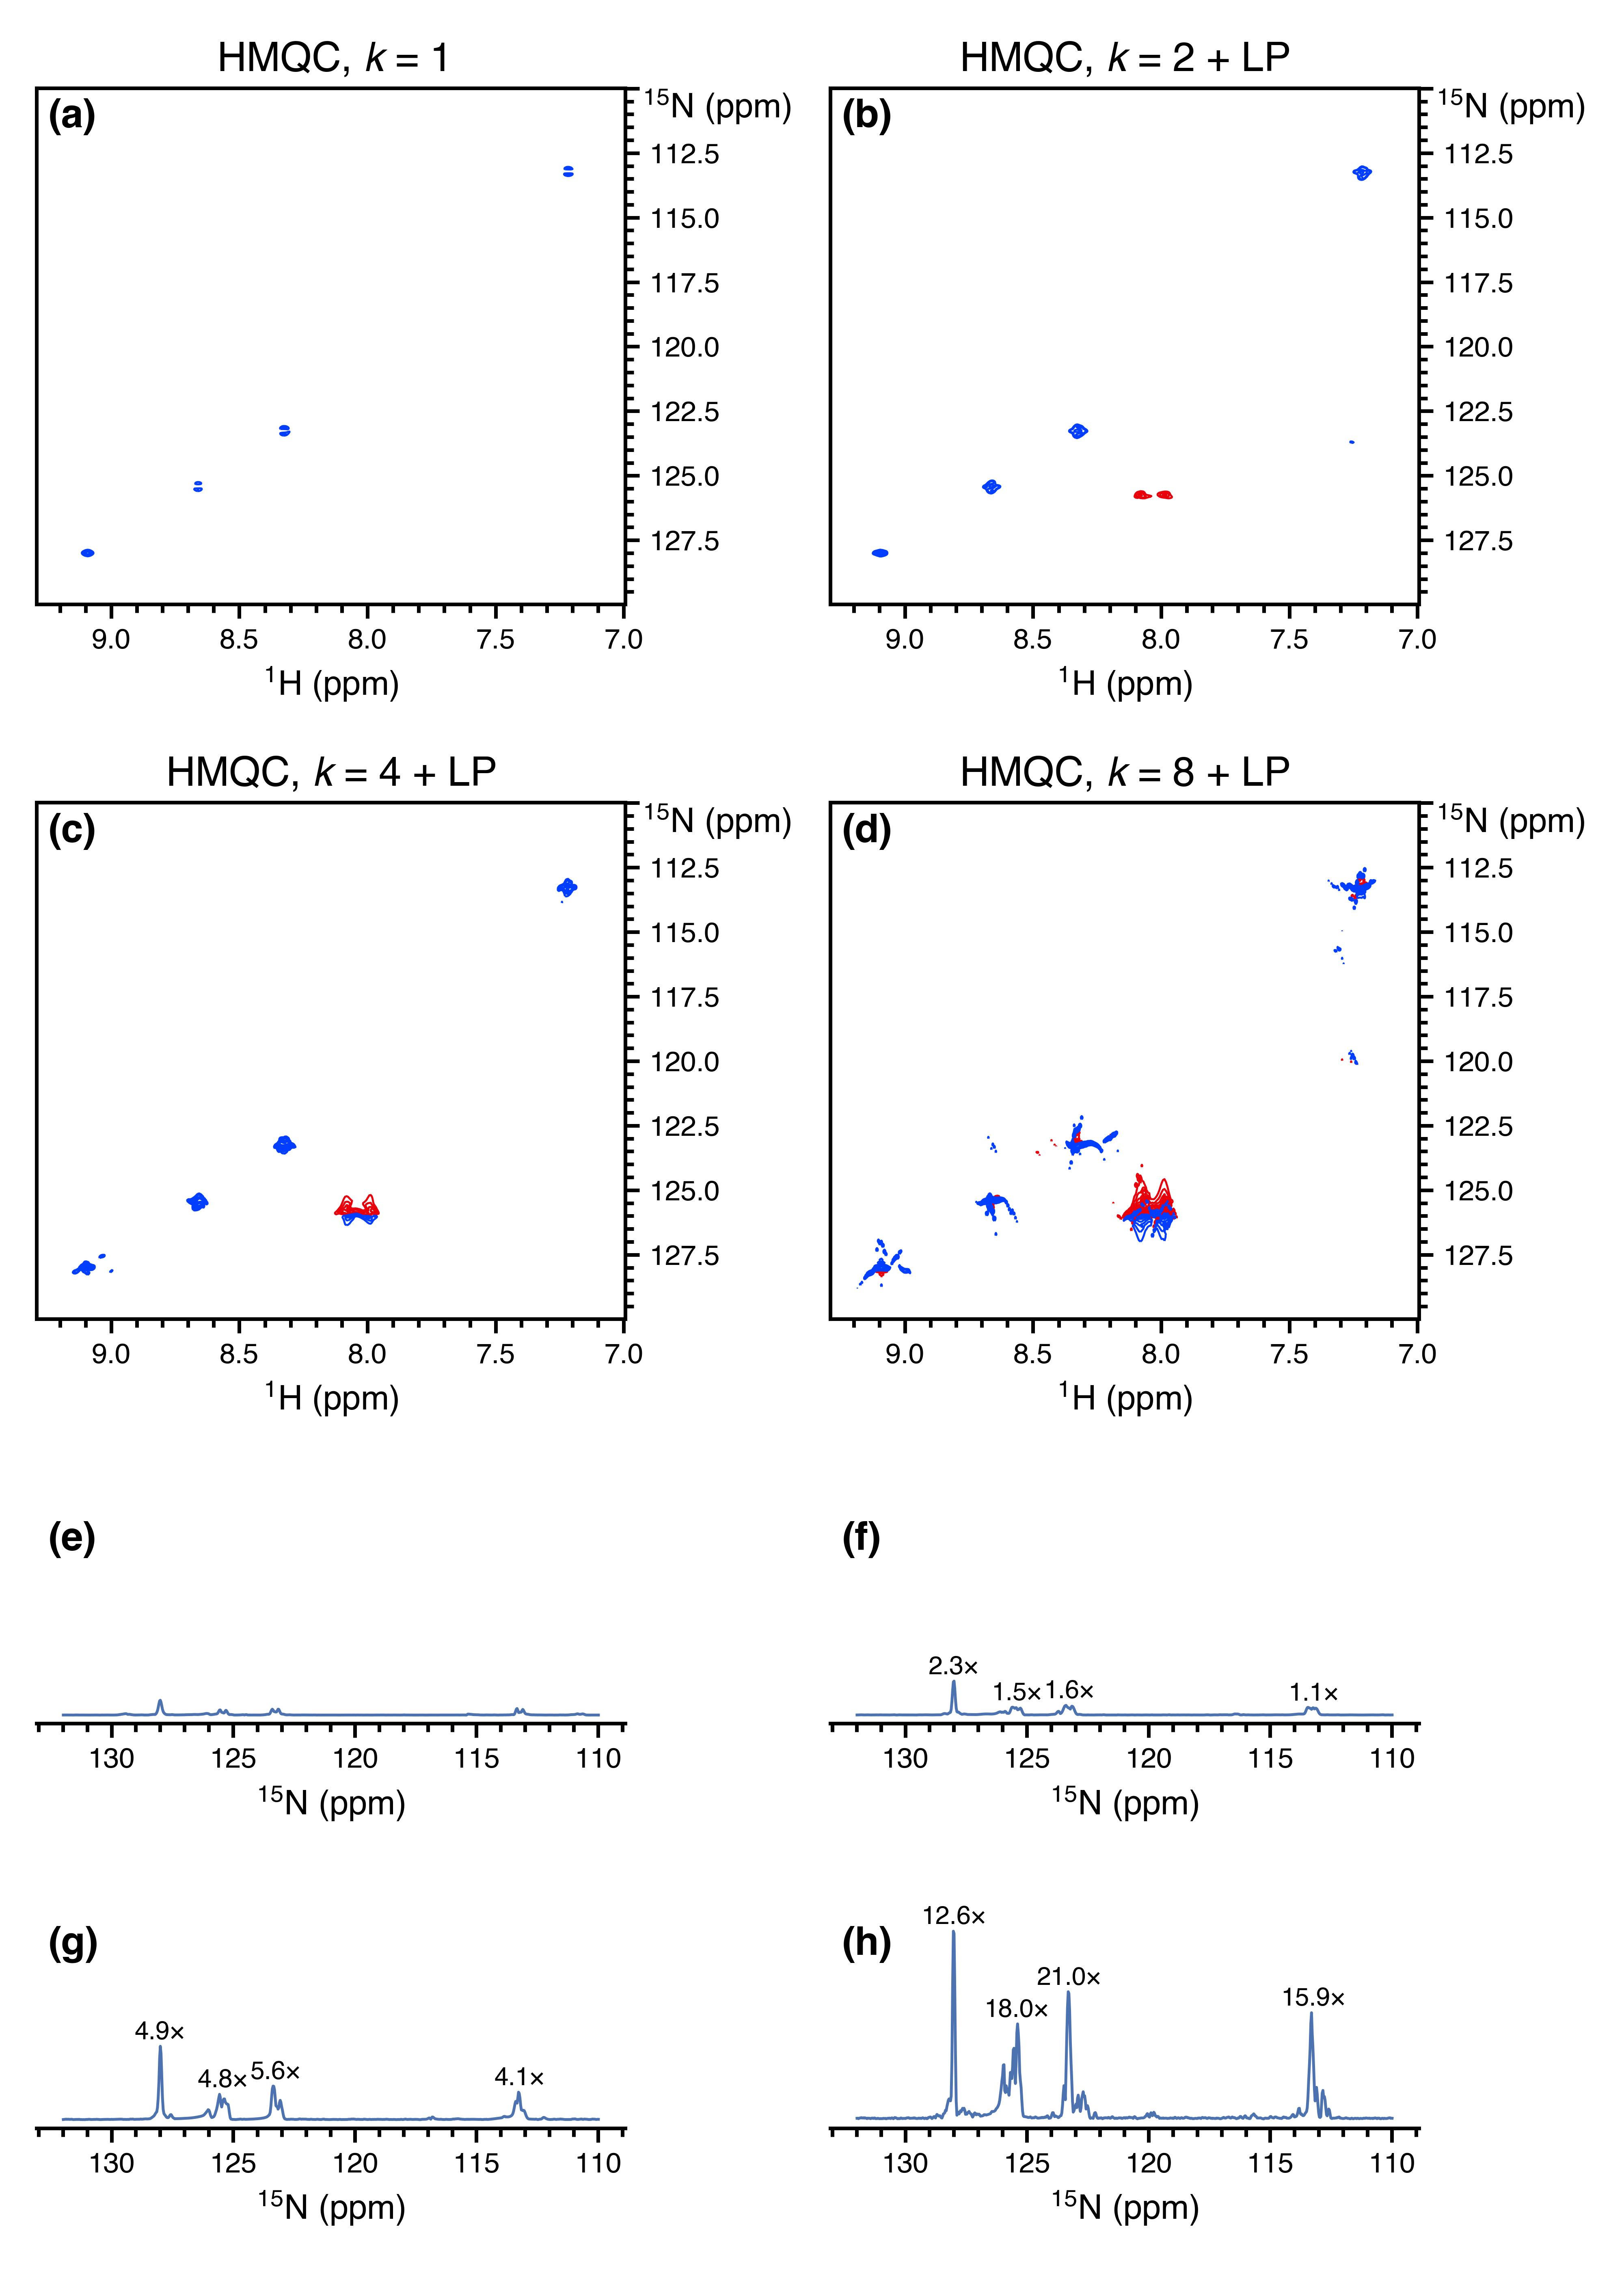 HMQC, k = 1
HMQC, k = 2 + LP
(a)
¹⁵N (ppm)
112.5
115.0
117.5
120.0
122.5
125.0
127.5
9.0 8.5 8.0 7.5 7.0
¹H (ppm)
(b)
¹⁵N (ppm)
112.5
115.0
117.5
120.0
122.5
125.0
127.5
9.0 8.5 8.0 7.5 7.0
¹H (ppm)
HMQC, k = 4 + LP
HMQC, k = 8 + LP
(c)
¹⁵N (ppm)
112.5
115.0
117.5
120.0
122.5
125.0
127.5
9.0 8.5 8.0 7.5 7.0
¹H (ppm)
(d)
¹⁵N (ppm)
112.5
115.0
117.5
120.0
122.5
125.0
127.5
9.0 8.5 8.0 7.5 7.0
¹H (ppm)
(e)
130 125 120 115 110
¹⁵N (ppm)
(f)
2.3×
1.5× 1.6× 1.1×
130 125 120 115 110
¹⁵N (ppm)
(g)
4.9×
4.8× 5.6× 4.1×
130 125 120 115 110
¹⁵N (ppm)
(h)
12.6×
18.0× 21.0× 15.9×
130 125 120 115 110
¹⁵N (ppm)